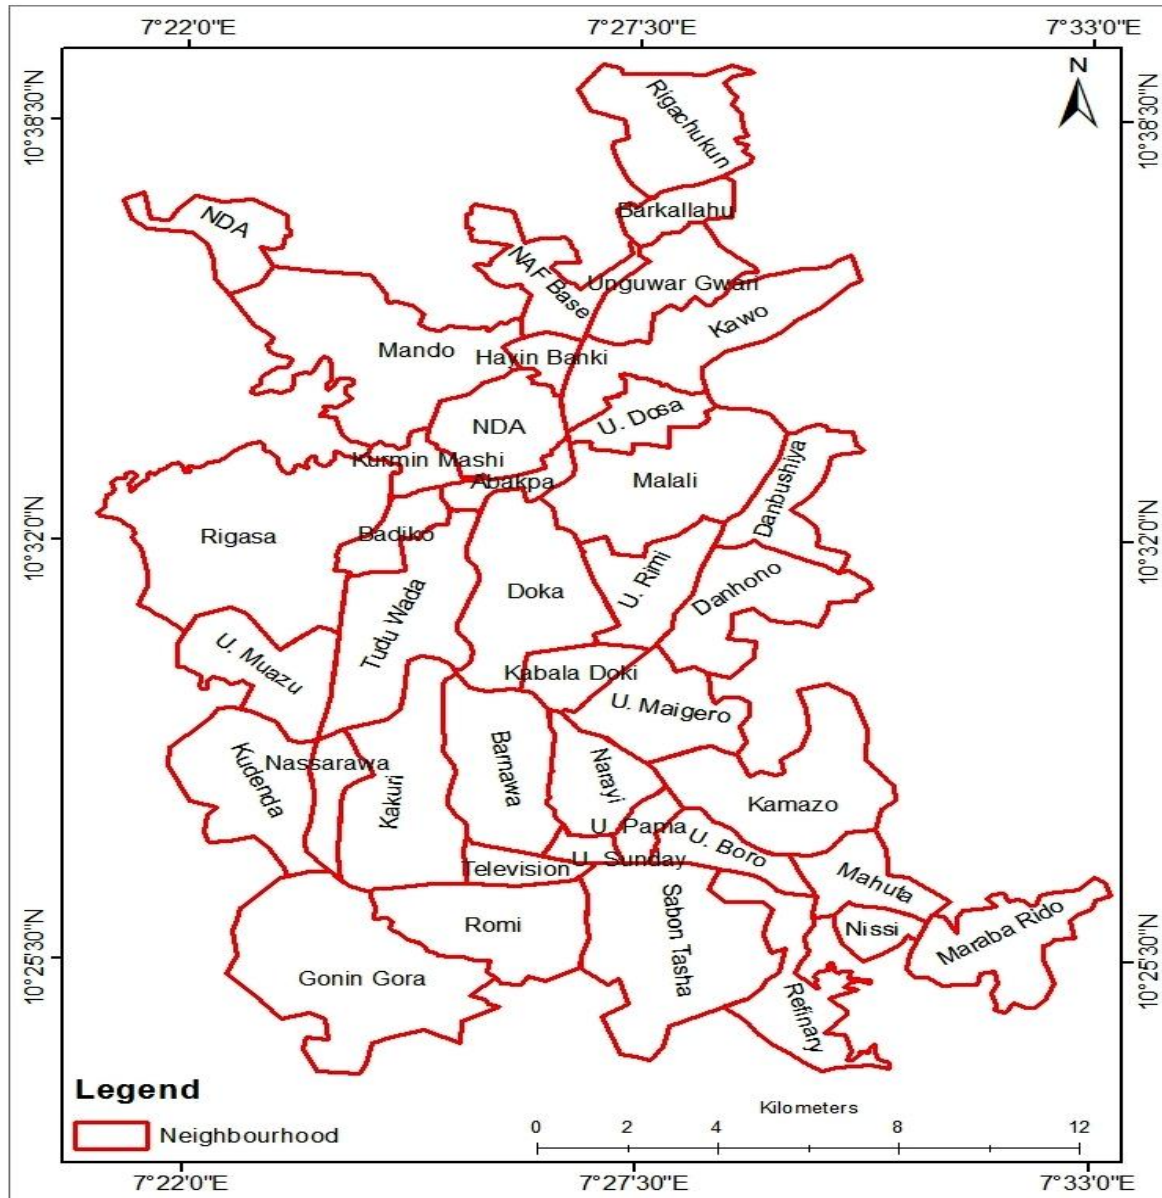 7°22'0"E
7°27'30"E
7°33'0"E
N
10°38'30"N
10°38'30"N
Rigachukun
Barkallahu
NDA
NAF Base
Unguwar Gwari
Kawo
Mando
Hayin Banki
U. Dosa
NDA
Kurmin Mashi
Abakpa
Malali
Danbushiya
10°32'0"N
10°32'0"N
Rigasa
Badiko
Doka
U. Rimi
Danhono
Tudu Wada
U. Muazu
Kabala Doki
U. Maigero
Kudenda
Nassarawa
Kakuri
Barnawa
Narayi
Kamazo
U. Pama
U. Boro
U. Sunday
Television
Mahuta
Romi
Sabon Tasha
Nissi
Maraba Rido
10°25'30"N
10°25'30"N
Gonin Gora
Refinary
Legend
Neighbourhood
Kilometers
0 2 4 8 12
7°22'0"E
7°27'30"E
7°33'0"E